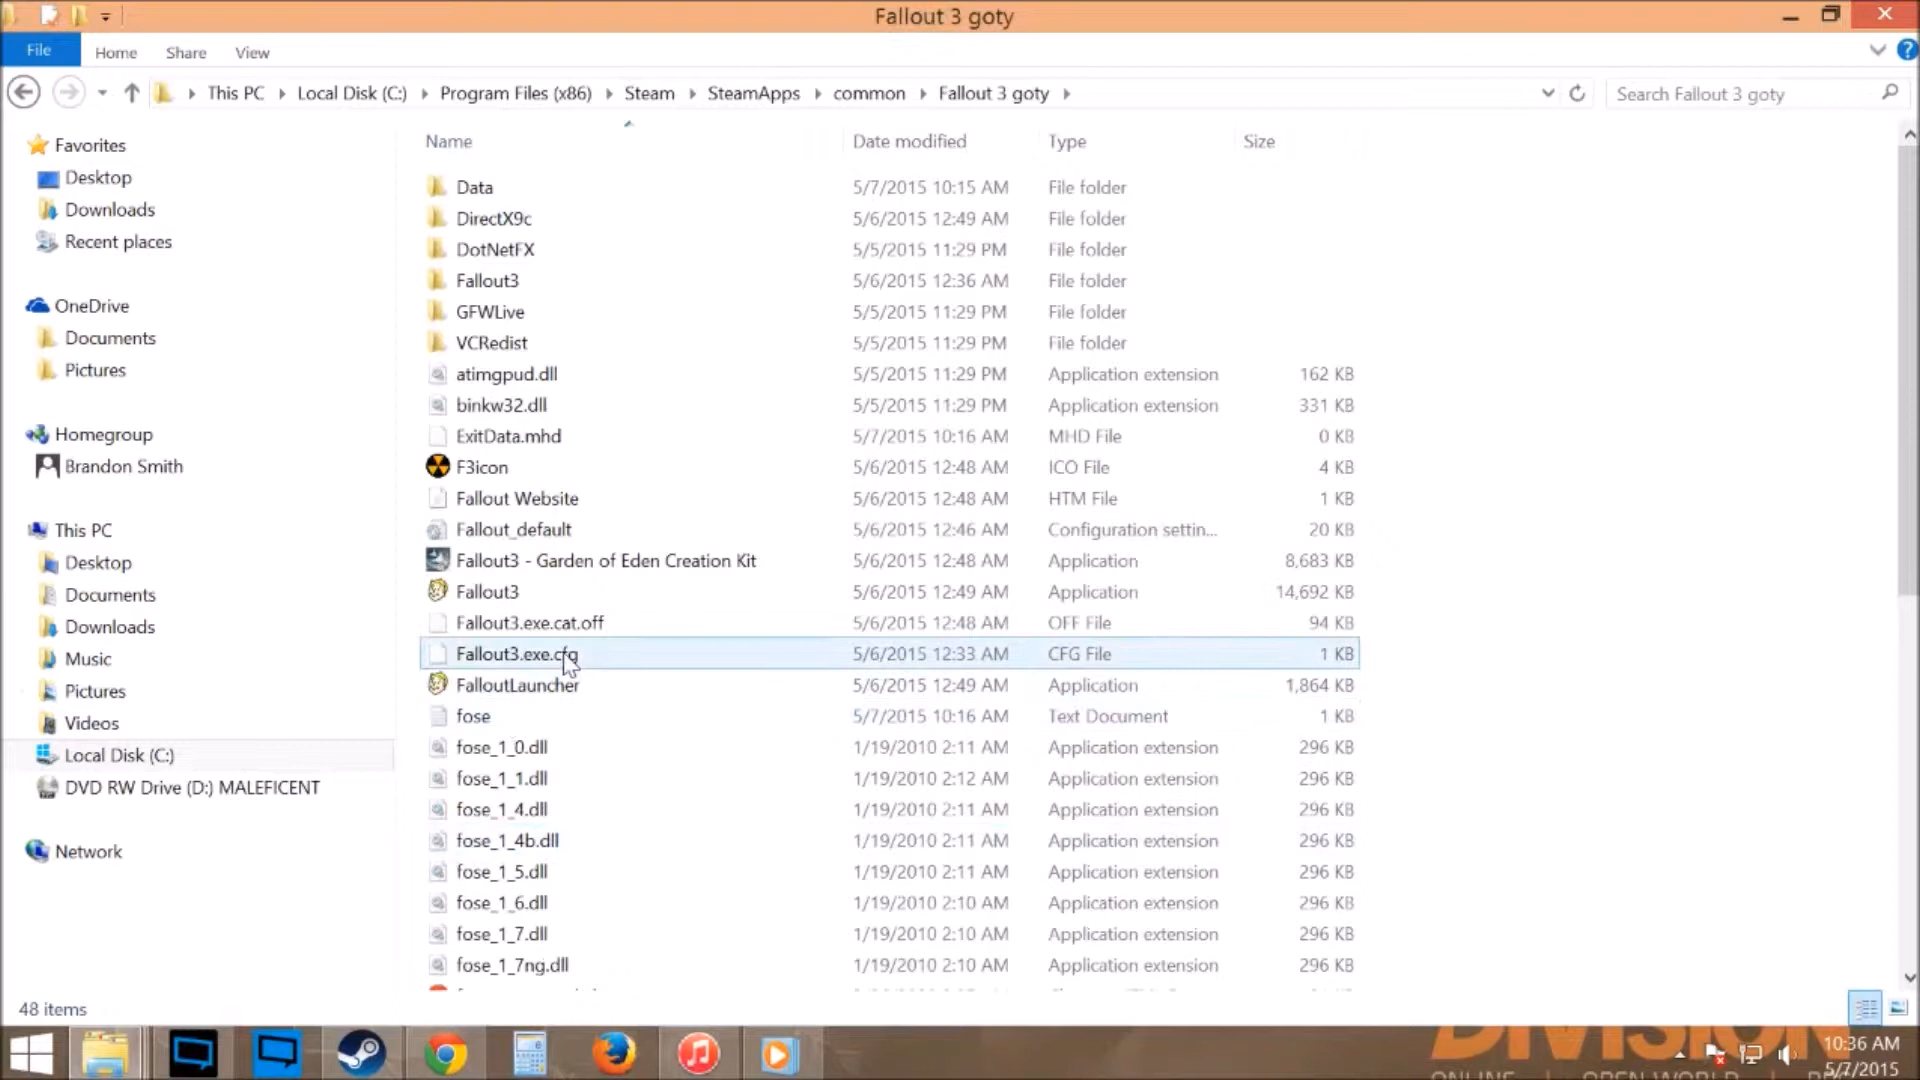 Fallout 3 goty
File Home Share View
This PC Local Disk (C:) Program Files (x86) Steam SteamApps common Fallout 3 goty Search Fallout 3 goty
Name Date modified Type Size
Favorites
Desktop
Downloads
Recent places
OneDrive
Documents
Pictures
Homegroup
Brandon Smith
This PC
Desktop
Documents
Downloads
Music
Pictures
Videos
Local Disk (C:)
DVD RW Drive (D:) MALEFICENT
Network
Data 5/7/2015 10:15 AM File folder
DirectX9c 5/6/2015 12:49 AM File folder
DotNetFX 5/5/2015 11:29 PM File folder
Fallout3 5/6/2015 12:36 AM File folder
GFWLive 5/5/2015 11:29 PM File folder
VCRedist 5/5/2015 11:29 PM File folder
atimgpud.dll 5/5/2015 11:29 PM Application extension 162 KB
binkw32.dll 5/5/2015 11:29 PM Application extension 331 KB
ExitData.mhd 5/7/2015 10:16 AM MHD File 0 KB
F3icon 5/6/2015 12:48 AM ICO File 4 KB
Fallout Website 5/6/2015 12:48 AM HTM File 1 KB
Fallout_default 5/6/2015 12:46 AM Configuration settin... 20 KB
Fallout3 - Garden of Eden Creation Kit 5/6/2015 12:48 AM Application 8,683 KB
Fallout3 5/6/2015 12:49 AM Application 14,692 KB
Fallout3.exe.cat.off 5/6/2015 12:48 AM OFF File 94 KB
Fallout3.exe.cfg 5/6/2015 12:33 AM CFG File 1 KB
FalloutLauncher 5/6/2015 12:49 AM Application 1,864 KB
fose 5/7/2015 10:16 AM Text Document 1 KB
fose_1_0.dll 1/19/2010 2:11 AM Application extension 296 KB
fose_1_1.dll 1/19/2010 2:12 AM Application extension 296 KB
fose_1_4.dll 1/19/2010 2:11 AM Application extension 296 KB
fose_1_4b.dll 1/19/2010 2:11 AM Application extension 296 KB
fose_1_5.dll 1/19/2010 2:11 AM Application extension 296 KB
fose_1_6.dll 1/19/2010 2:10 AM Application extension 296 KB
fose_1_7.dll 1/19/2010 2:10 AM Application extension 296 KB
fose_1_7ng.dll 1/19/2010 2:10 AM Application extension 296 KB
48 items
DIVISION
10:36 AM
5/7/2015